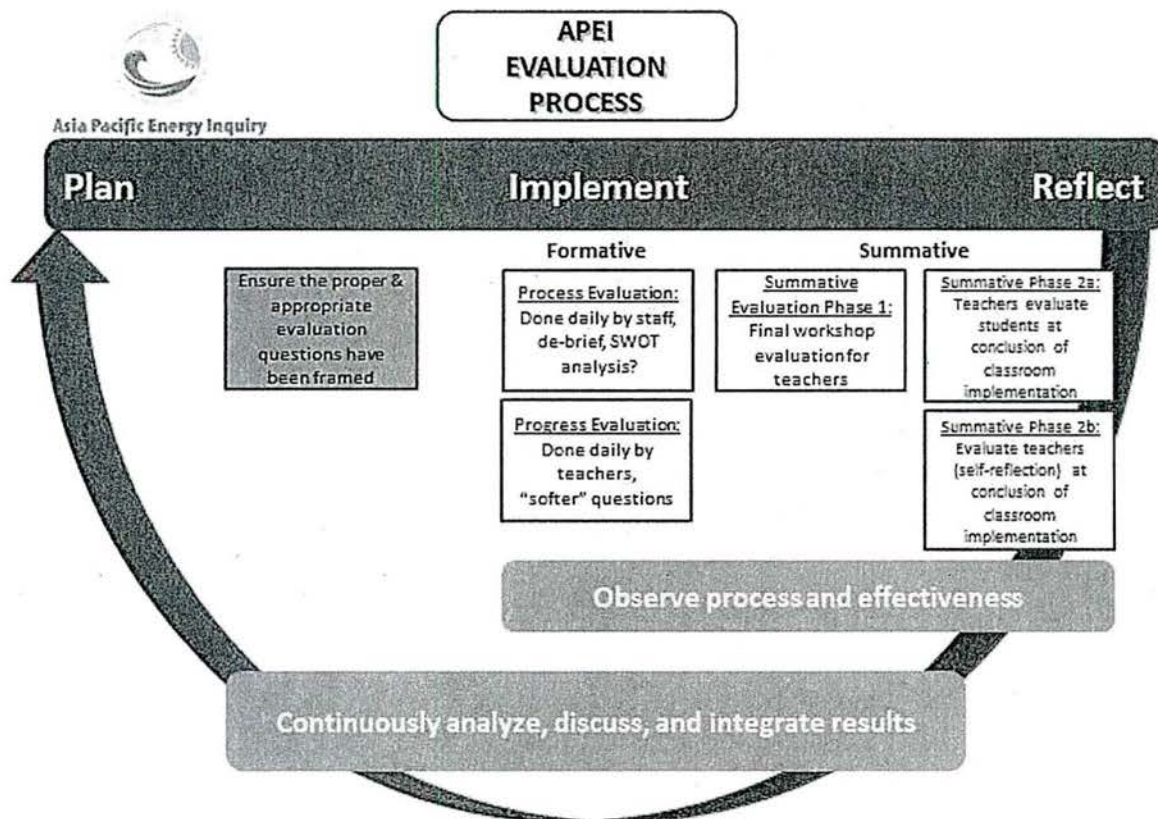 APEI
EVALUATION
PROCESS
Asia Pacific Energy Inquiry
Plan
Implement
Reflect
Formative
Summative
Ensure the proper &
appropriate
evaluation
questions have
been framed
Process Evaluation:
Done daily by staff,
de-brief, SWOT
analysis?
Progress Evaluation:
Done daily by
teachers,
"softer" questions
Summative
Evaluation Phase 1:
Final workshop
evaluation for
teachers
Summative Phase 2a:
Teachers evaluate
students at
conclusion of
classroom
implementation
Summative Phase 2b:
Evaluate teachers
(self-reflection) at
conclusion of
classroom
implementation
Observe process and effectiveness
Continuously analyze, discuss, and integrate results